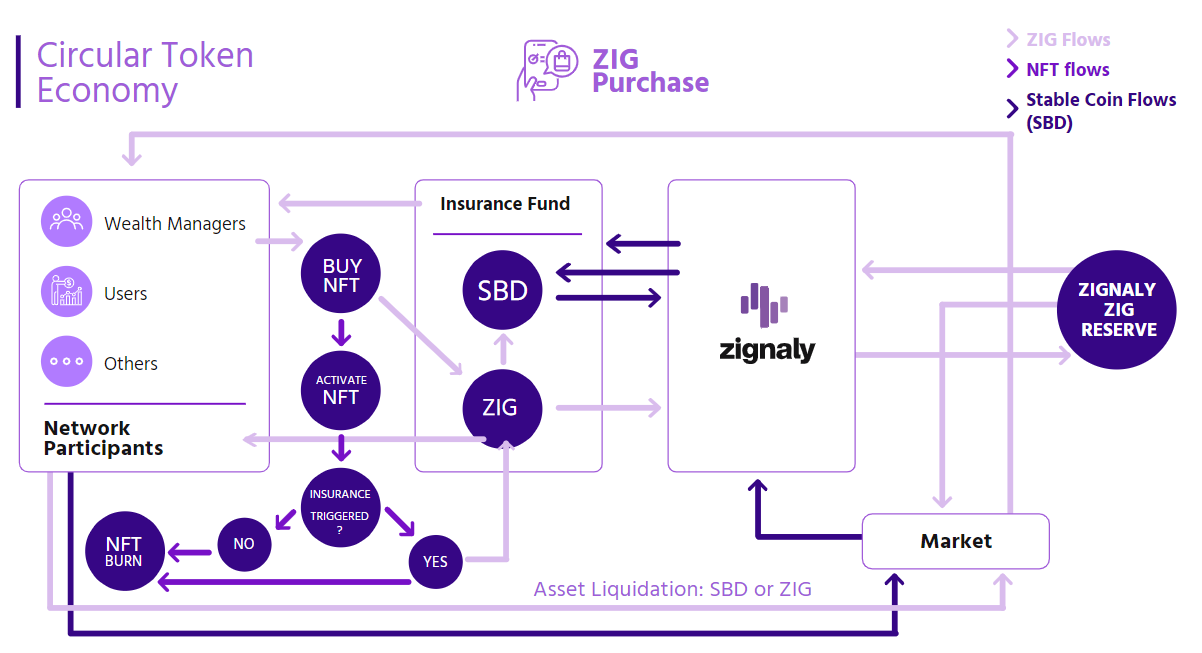 Circular Token
Economy
ZIG
Purchase
ZIG Flows
NFT flows
Stable Coin Flows
(SBD)
Wealth Managers
Users
Others
Network
Participants
BUY
NFT
ACTIVATE
NFT
INSURANCE
TRIGGERED
?
NO
YES
NFT
BURN
Insurance Fund
SBD
ZIG
zignaly
ZIGNALY
ZIG
RESERVE
Market
Asset Liquidation: SBD or ZIG